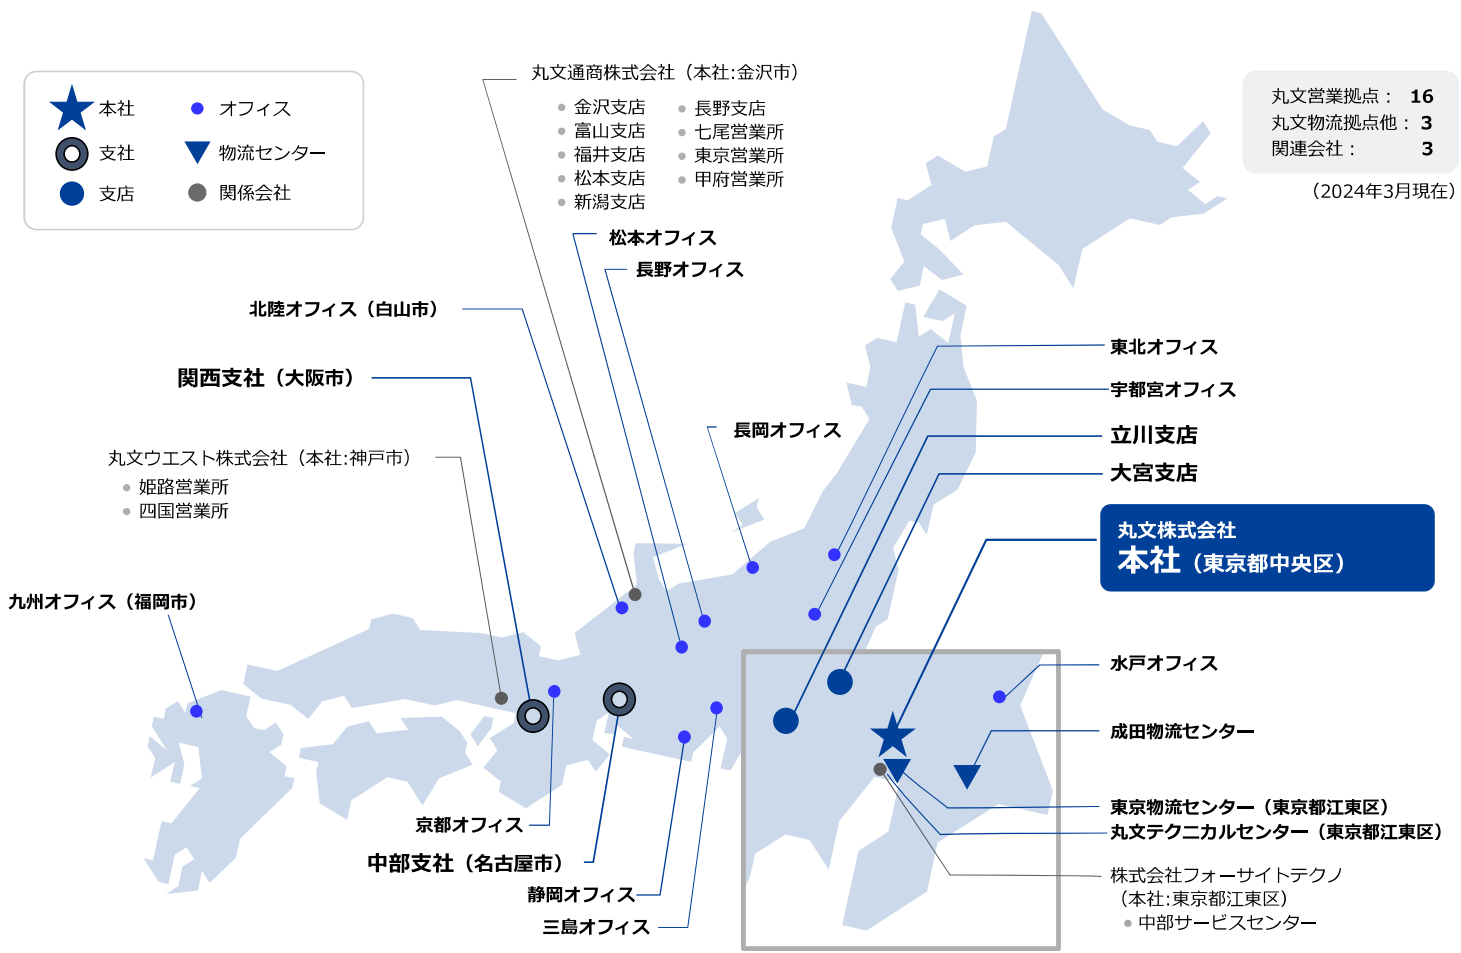 本社
オフィス
支社
物流センター
支店
関係会社
丸文通商株式会社（本社:金沢市）
金沢支店
富山支店
福井支店
松本支店
新潟支店
長野支店
七尾営業所
東京営業所
甲府営業所
丸文営業拠点： 16
丸文物流拠点他： 3
関連会社： 3
（2024年3月現在）
松本オフィス
長野オフィス
北陸オフィス（白山市）
関西支社（大阪市）
丸文ウエスト株式会社（本社:神戸市）
姫路営業所
四国営業所
九州オフィス（福岡市）
長岡オフィス
東北オフィス
宇都宮オフィス
立川支店
大宮支店
丸文株式会社
本社（東京都中央区）
水戸オフィス
成田物流センター
東京物流センター（東京都江東区）
丸文テクニカルセンター（東京都江東区）
株式会社フォーサイトテクノ
（本社:東京都江東区）
中部サービスセンター
京都オフィス
中部支社（名古屋市）
静岡オフィス
三島オフィス